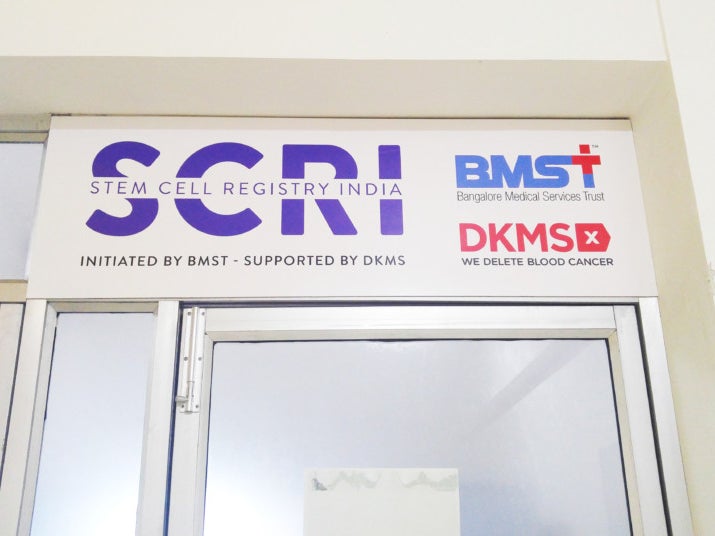 SCRI
STEM CELL REGISTRY INDIA
INITIATED BY BMST - SUPPORTED BY DKMS
BMST™
Bangalore Medical Services Trust
DKMS X
WE DELETE BLOOD CANCER